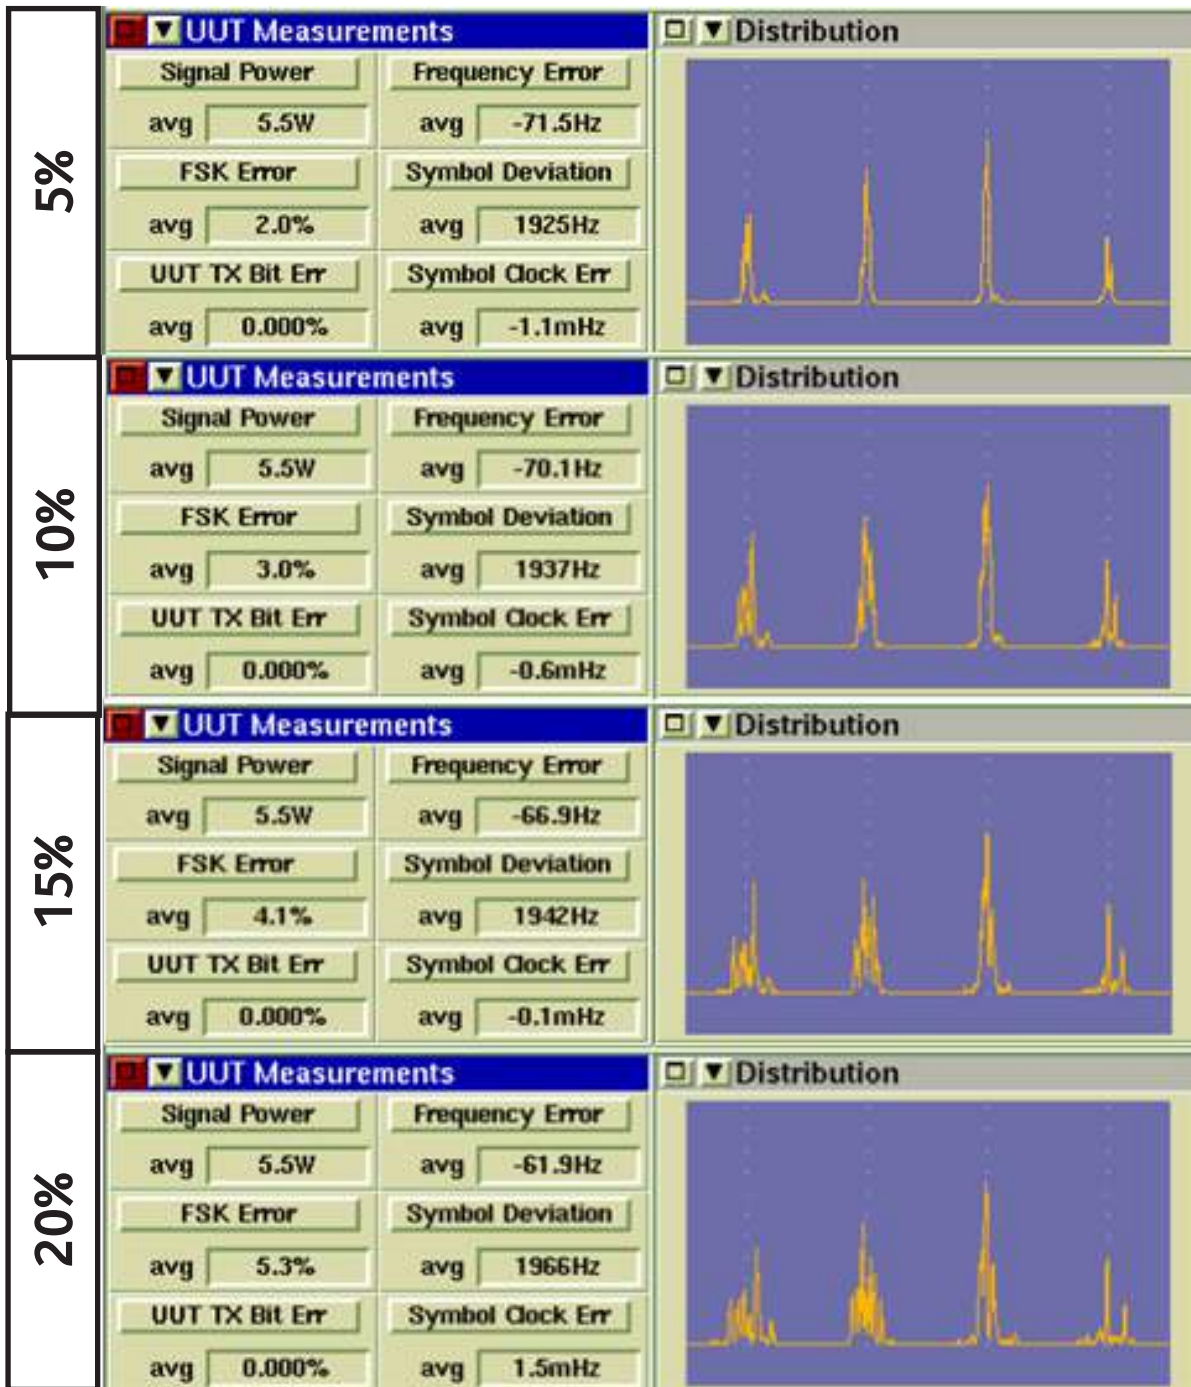 5%
UUT Measurements Distribution
Signal Power Frequency Error
avg 5.5W avg -71.5Hz
FSK Error Symbol Deviation
avg 2.0% avg 1925Hz
UUT TX Bit Err Symbol Clock Err
avg 0.000% avg -1.1mHz
10%
UUT Measurements Distribution
Signal Power Frequency Error
avg 5.5W avg -70.1Hz
FSK Error Symbol Deviation
avg 3.0% avg 1937Hz
UUT TX Bit Err Symbol Clock Err
avg 0.000% avg -0.6mHz
15%
UUT Measurements Distribution
Signal Power Frequency Error
avg 5.5W avg -66.9Hz
FSK Error Symbol Deviation
avg 4.1% avg 1942Hz
UUT TX Bit Err Symbol Clock Err
avg 0.000% avg -0.1mHz
20%
UUT Measurements Distribution
Signal Power Frequency Error
avg 5.5W avg -61.9Hz
FSK Error Symbol Deviation
avg 5.3% avg 1966Hz
UUT TX Bit Err Symbol Clock Err
avg 0.000% avg 1.5mHz